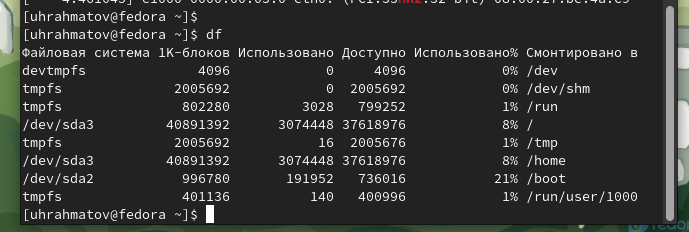 [uhrahmatov@fedora ~]$
[uhrahmatov@fedora ~]$ df
Файловая система 1K-блоков Использовано Доступно Использовано% Смонтировано в
devtmpfs 4096 0 4096 0% /dev
tmpfs 2005692 0 2005692 0% /dev/shm
tmpfs 802280 3028 799252 1% /run
/dev/sda3 40891392 3074448 37618976 8% /
tmpfs 2005692 16 2005676 1% /tmp
/dev/sda3 40891392 3074448 37618976 8% /home
/dev/sda2 996780 191952 736016 21% /boot
tmpfs 401136 140 400996 1% /run/user/1000
[uhrahmatov@fedora ~]$